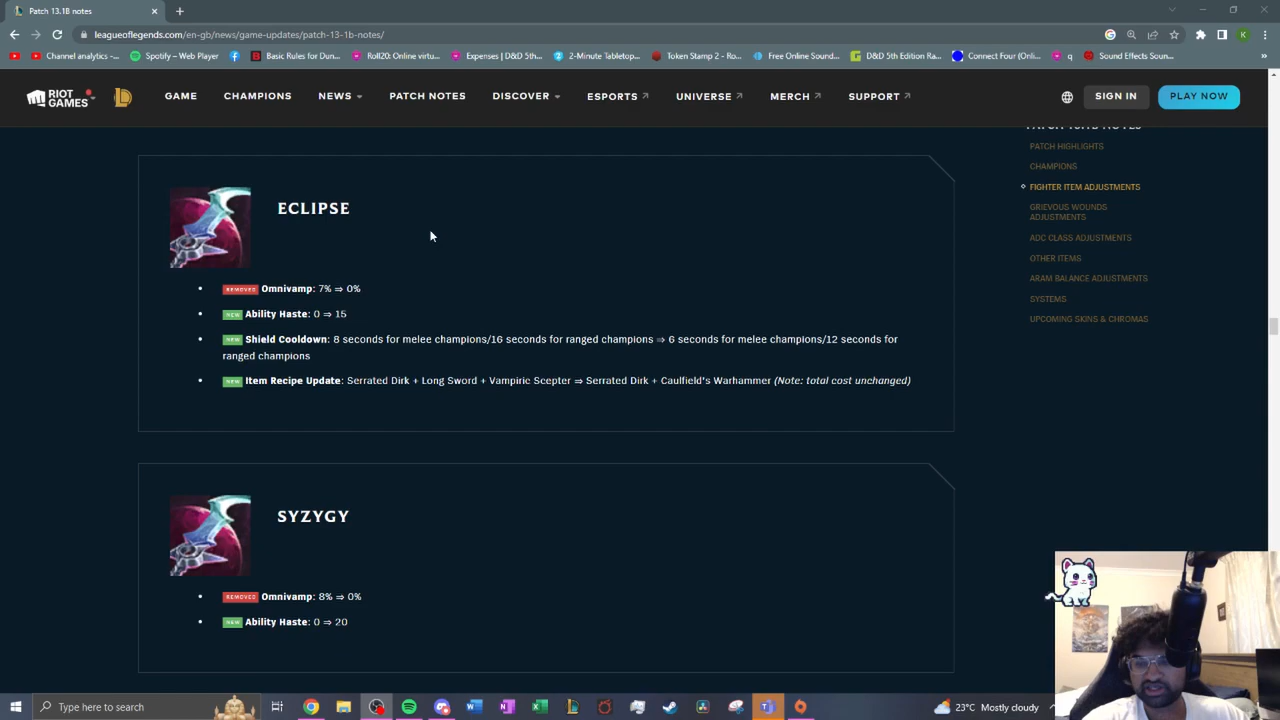 Patch 13.1B notes
leagueoflegends.com/en-gb/news/game-updates/patch-13-1b-notes/
K
Channel analytics -...
Spotify – Web Player
Basic Rules for Dun...
Roll20: Online virtu...
Expenses | D&D 5th...
2-Minute Tabletop...
Token Stamp 2 - Ro...
Free Online Sound...
D&D 5th Edition Ra...
Connect Four (Onli...
q
Sound Effects Soun...
RIOT GAMES
GAME
CHAMPIONS
NEWS
PATCH NOTES
DISCOVER
ESPORTS
UNIVERSE
MERCH
SUPPORT
SIGN IN
PLAY NOW
PATCH HIGHLIGHTS
CHAMPIONS
FIGHTER ITEM ADJUSTMENTS
GRIEVOUS WOUNDS
ADJUSTMENTS
ADC CLASS ADJUSTMENTS
OTHER ITEMS
ARAM BALANCE ADJUSTMENTS
SYSTEMS
UPCOMING SKINS & CHROMAS
ECLIPSE
REMOVED Omnivamp: 7% ⇒ 0%
NEW Ability Haste: 0 ⇒ 15
NEW Shield Cooldown: 8 seconds for melee champions/16 seconds for ranged champions ⇒ 6 seconds for melee champions/12 seconds for
ranged champions
NEW Item Recipe Update: Serrated Dirk + Long Sword + Vampiric Scepter ⇒ Serrated Dirk + Caulfield's Warhammer (Note: total cost unchanged)
SYZYGY
REMOVED Omnivamp: 8% ⇒ 0%
NEW Ability Haste: 0 ⇒ 20
Type here to search
23°C Mostly cloudy